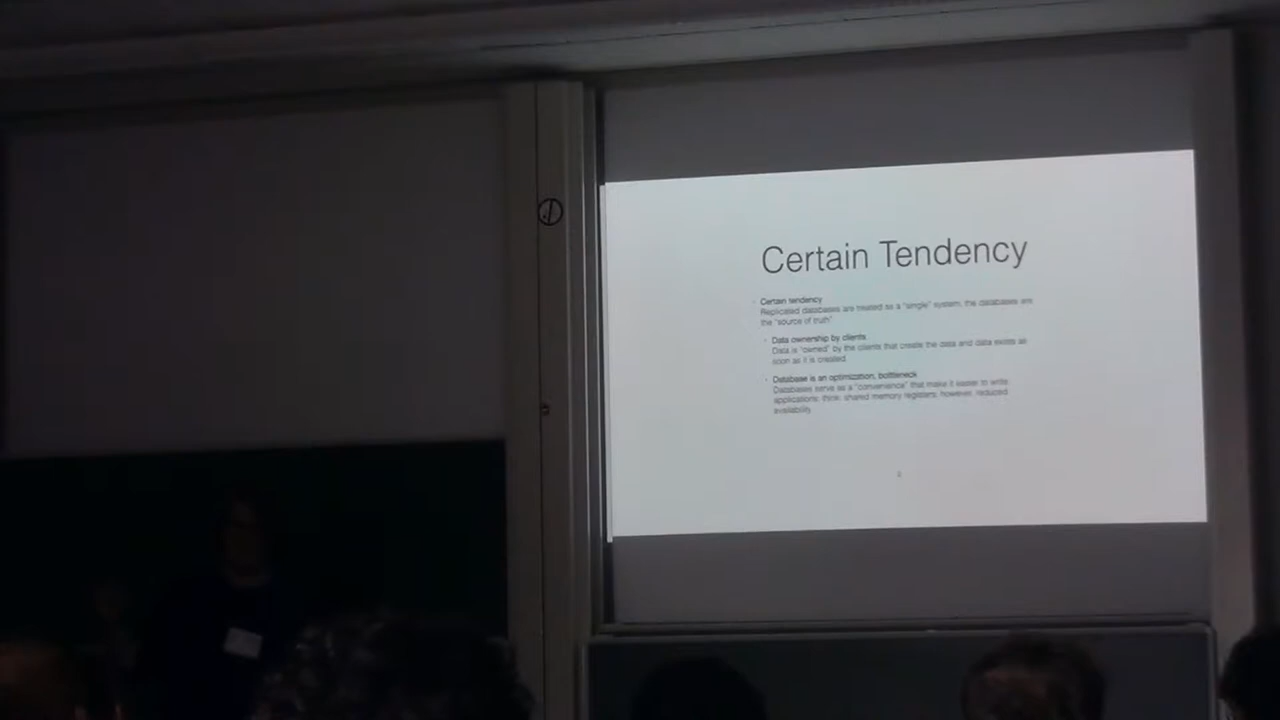 Certain Tendency
Certain tendency
Replicated databases are treated as a "single" system, the databases are
the "source of truth"
Data ownership by clients
Data is "owned" by the clients that create the data and data exists as
soon as it is created
Database is an optimization, bottleneck
Databases serve as a "convenience" that make it easier to write
applications: think: shared memory registers; however, reduced
availability